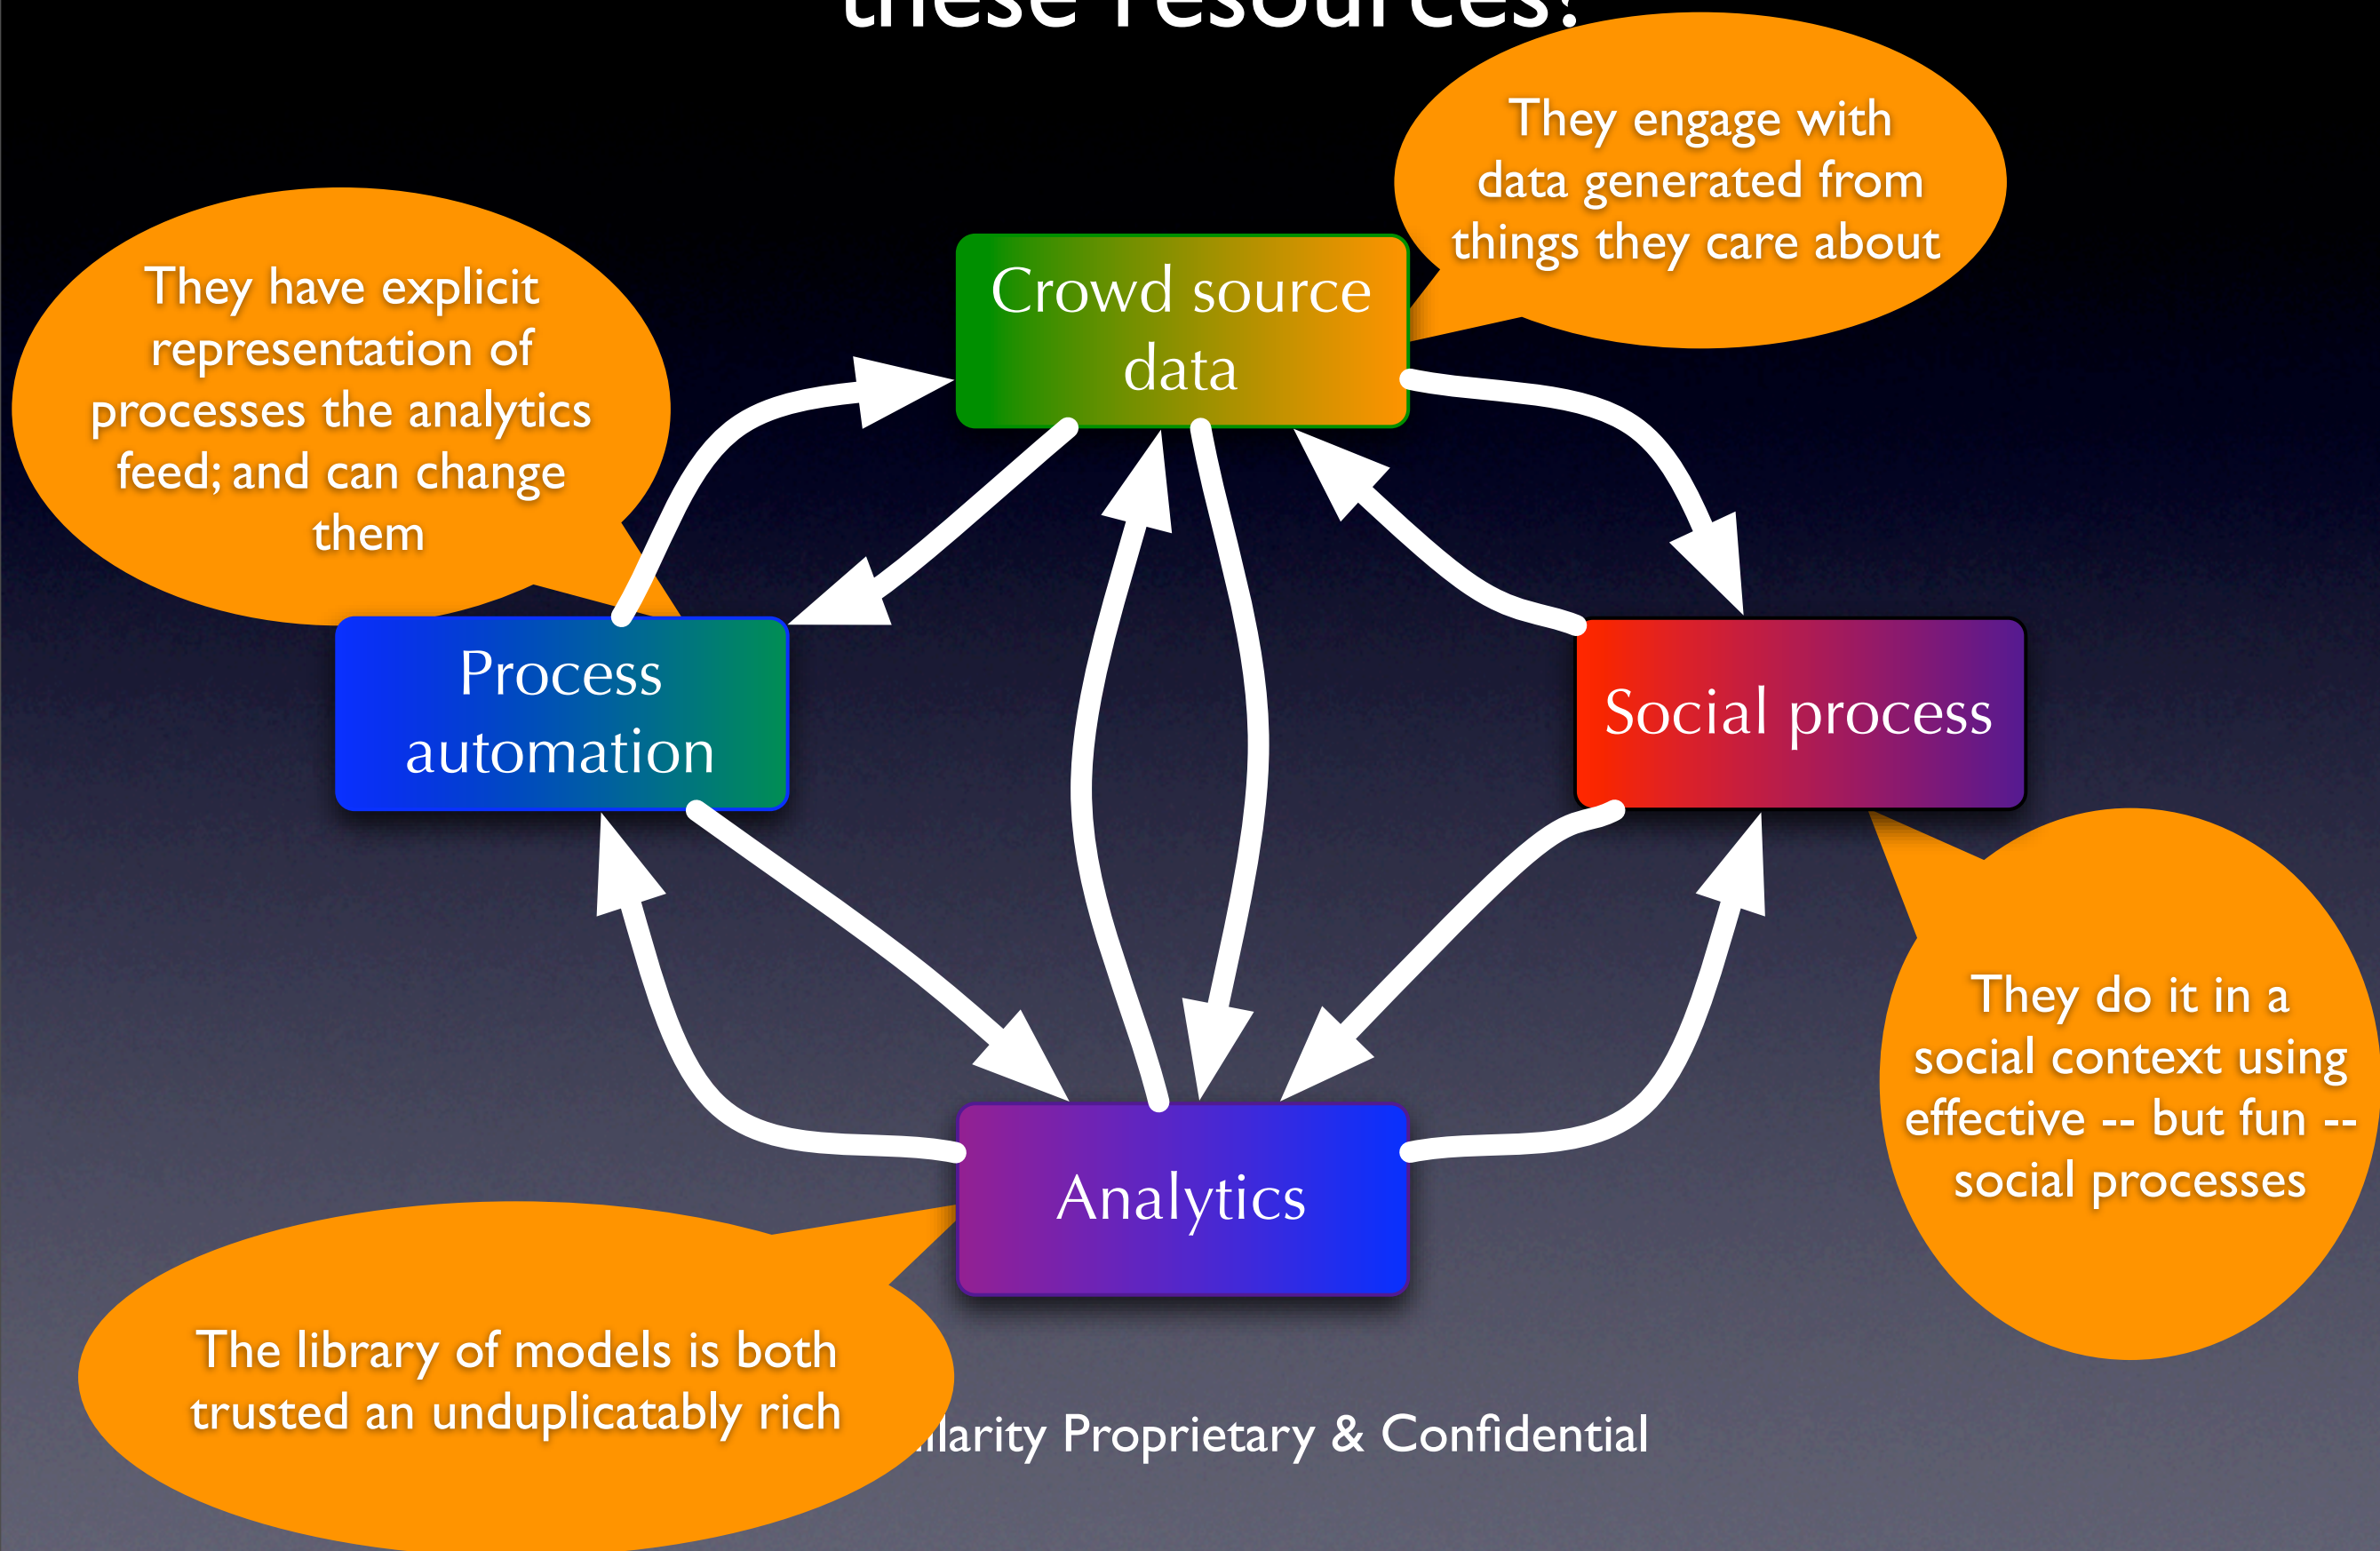 these resources?
They engage with
data generated from
things they care about
They have explicit
representation of
processes the analytics
feed; and can change
them
Crowd source
data
Process
automation
Social process
They do it in a
social context using
effective -- but fun --
social processes
Analytics
The library of models is both
trusted an unduplicatably rich
Proprietary & Confidential